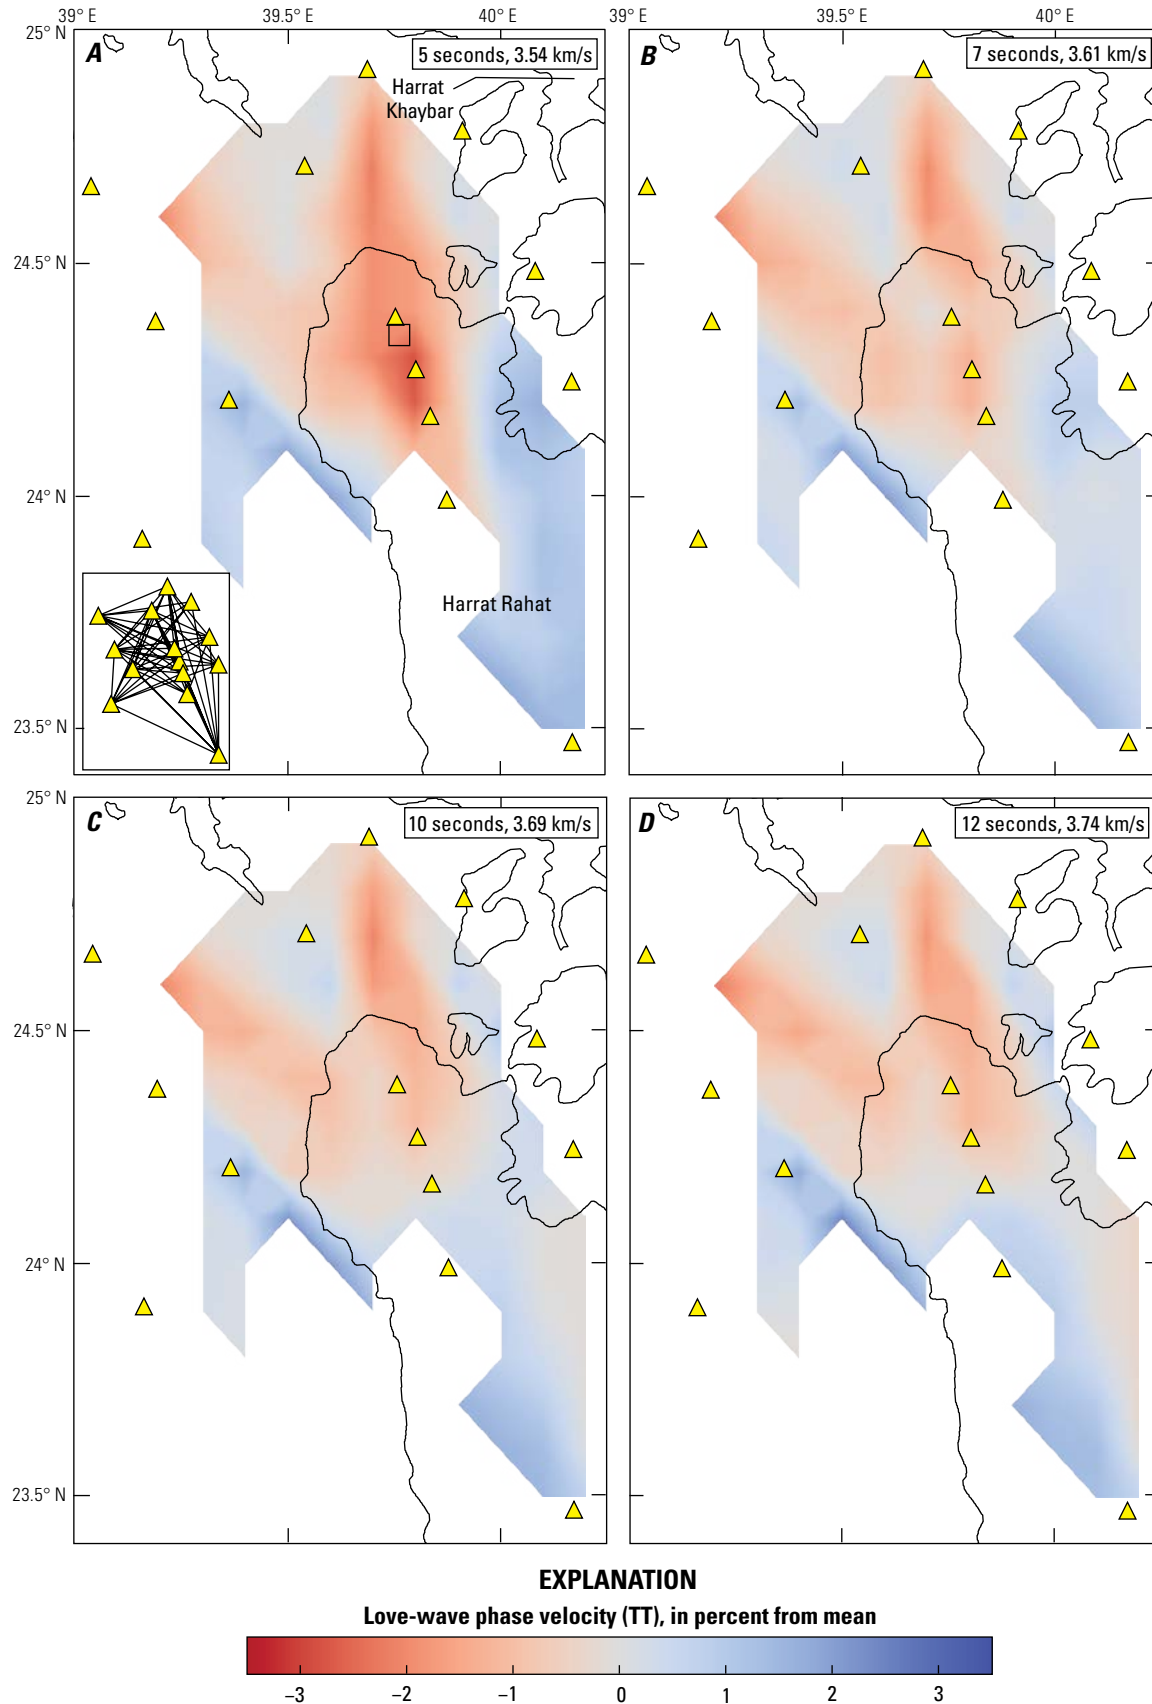 39° E
39.5°
40° E
39° E
39.5°
40° E
25° N
A
5 seconds, 3.54 km/s
B
7 seconds, 3.61 km/s
Harrat
Khaybar
24.5° N
24° N
Harrat Rahat
23.5° N
25° N
C
10 seconds, 3.69 km/s
D
12 seconds, 3.74 km/s
24.5° N
24° N
23.5° N
EXPLANATION
Love-wave phase velocity (TT), in percent from mean
−3 −2 −1 0 1 2 3